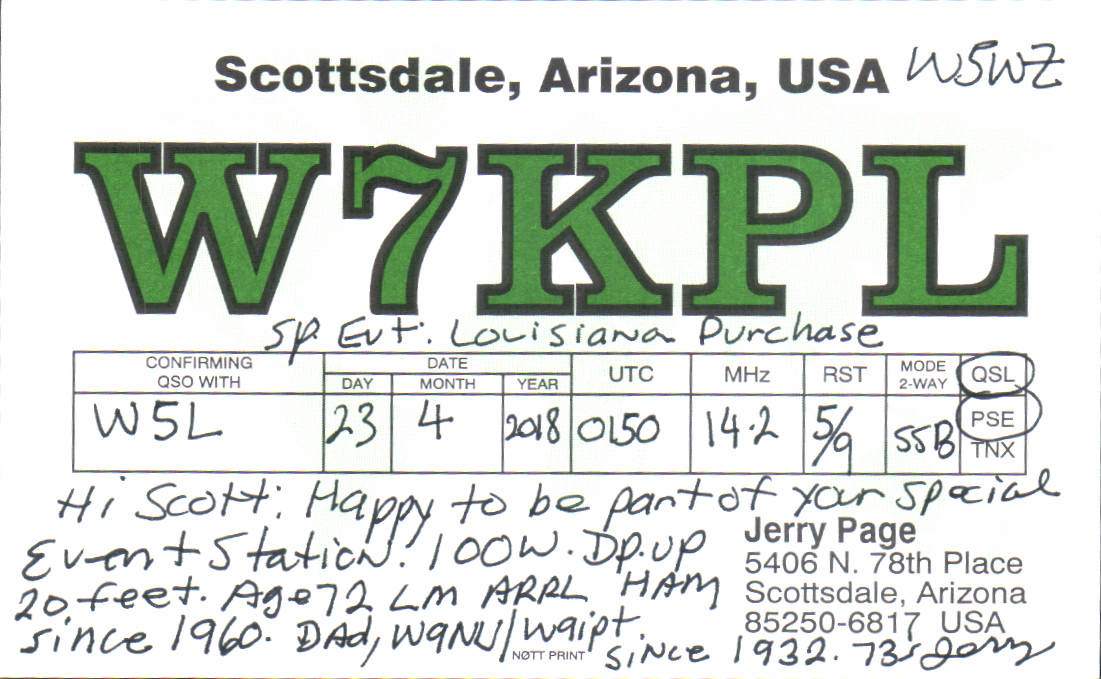 Scottsdale, Arizona, USA W5WZ
W7KPL
Sp. Evt: Louisiana Purchase
CONFIRMING QSO WITH DATE DAY MONTH YEAR UTC MHz RST MODE 2-WAY QSL
W5L 23 4 2018 0150 14.2 5/9 SSB PSE TNX
Hi Scott: Happy to be part of your special
Event Station. 100W. Dp. up
20 feet. Age 72 LM ARRL HAM
since 1960. DAd, W9NU/W9ipt.
since 1932. 73s Jerry
Jerry Page
5406 N. 78th Place
Scottsdale, Arizona
85250-6817 USA
NØTT PRINT